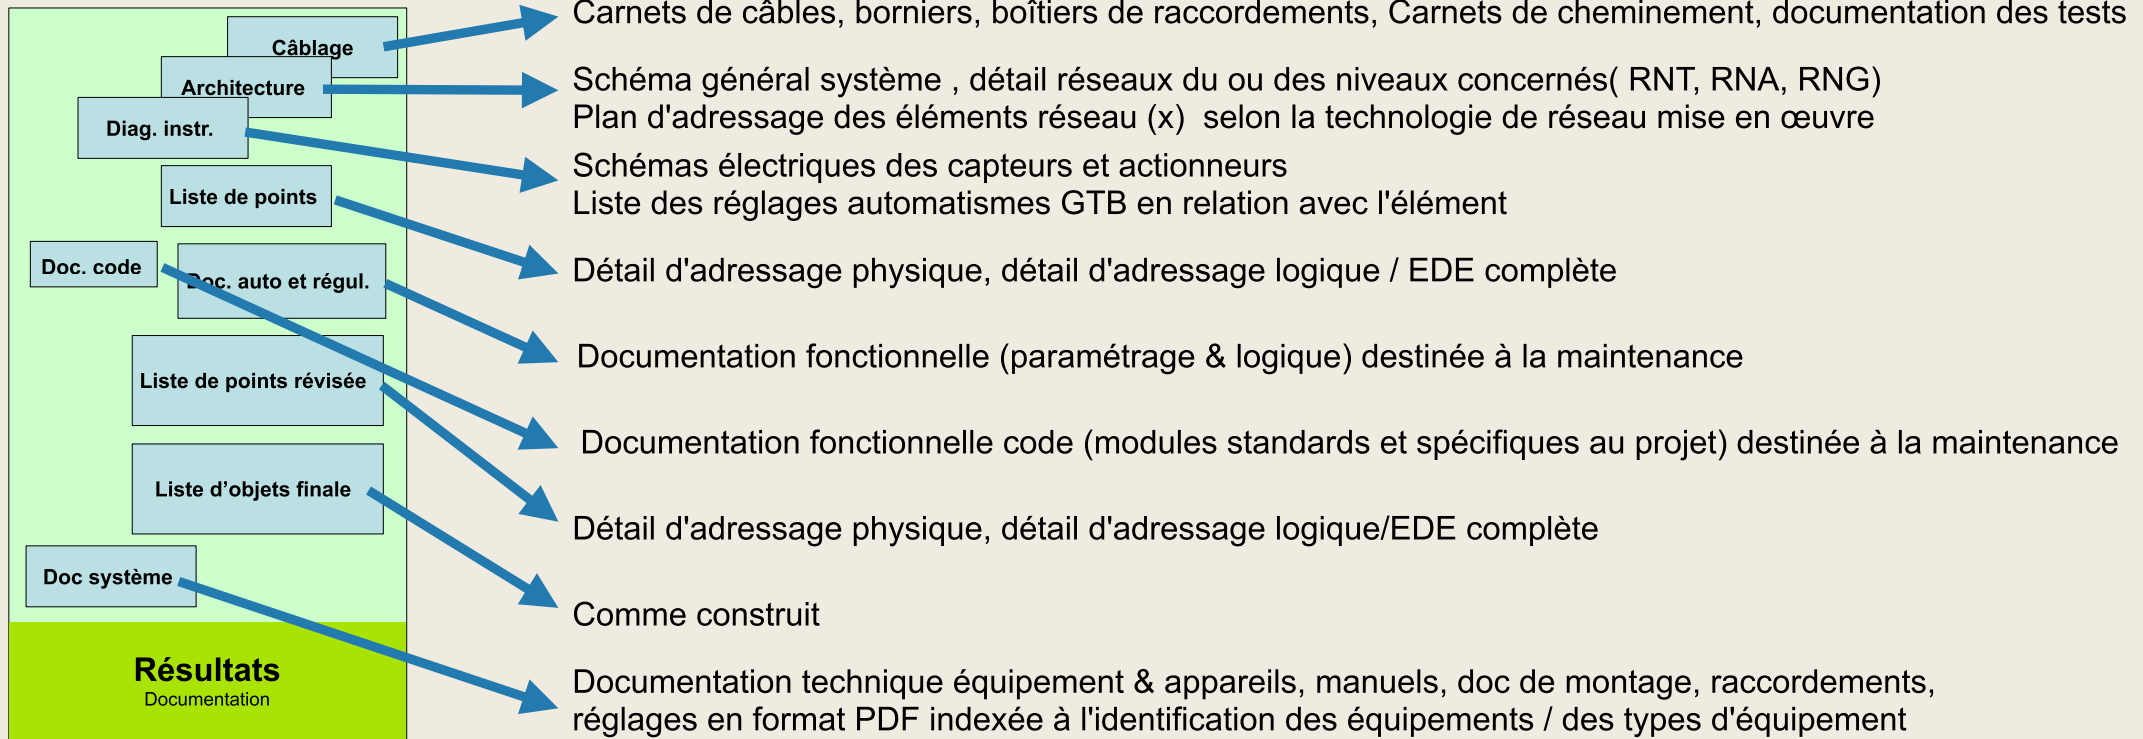 Câblage
Carnets de câbles, borniers, boîtiers de raccordements, Carnets de cheminement, documentation des tests
Architecture
Schéma général système , détail réseaux du ou des niveaux concernés( RNT, RNA, RNG)
Plan d'adressage des éléments réseau (x)  selon la technologie de réseau mise en œuvre
Diag. instr.
Schémas électriques des capteurs et actionneurs
Liste des réglages automatismes GTB en relation avec l'élément
Liste de points
Détail d'adressage physique, détail d'adressage logique / EDE complète
Doc. code
Doc. auto et régul.
Documentation fonctionnelle (paramétrage & logique) destinée à la maintenance
Liste de points révisée
Documentation fonctionnelle code (modules standards et spécifiques au projet) destinée à la maintenance
Liste d’objets finale
Détail d'adressage physique, détail d'adressage logique/EDE complète
Doc système
Comme construit
Résultats
Documentation
Documentation technique équipement & appareils, manuels, doc de montage, raccordements,
réglages en format PDF indexée à l'identification des équipements / des types d'équipement